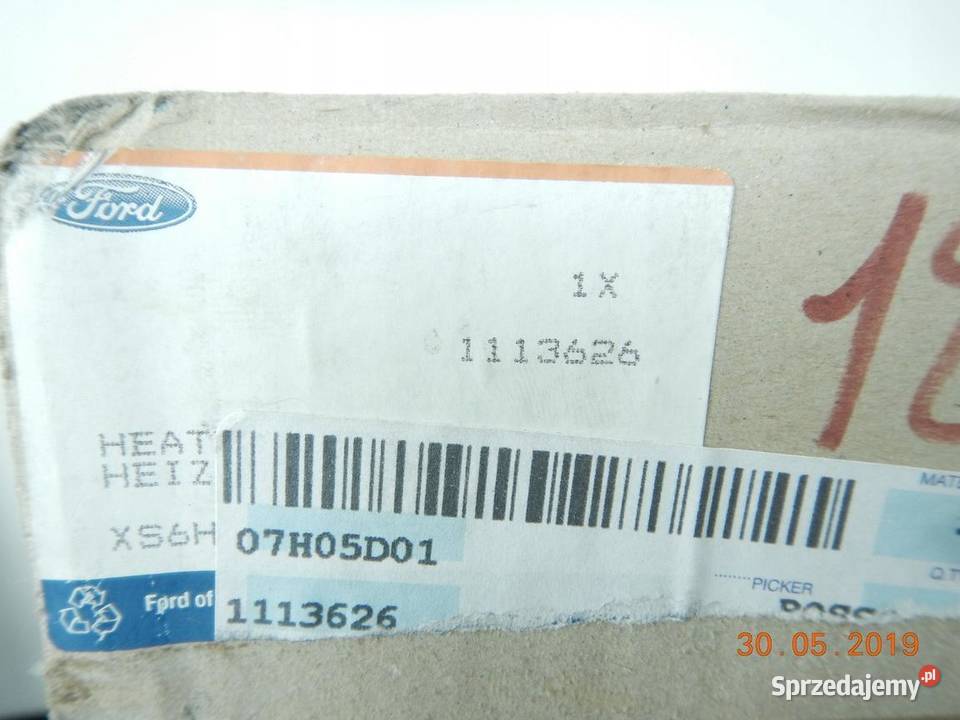 Ford
1X
1113626
HEAT
HEIZ
XS6H
07H05D01
1113626
Ford of
PICKER
30.05.2019
Sprzedajemy.pl